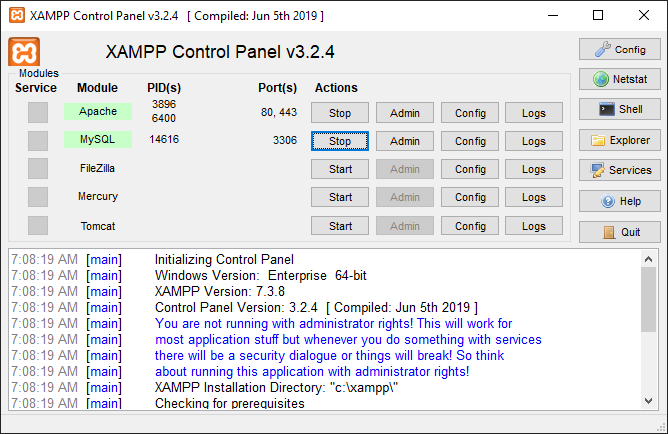 XAMPP Control Panel v3.2.4   [ Compiled: Jun 5th 2019 ]
XAMPP Control Panel v3.2.4
Config
Modules
Service Module PID(s) Port(s) Actions
Netstat
Apache 3896 6400 80, 443 Stop Admin Config Logs
Shell
MySQL 14616 3306 Stop Admin Config Logs
Explorer
FileZilla Start Admin Config Logs
Services
Mercury Start Admin Config Logs
Help
Tomcat Start Admin Config Logs
Quit
7:08:19 AM [main] Initializing Control Panel
7:08:19 AM [main] Windows Version: Enterprise 64-bit
7:08:19 AM [main] XAMPP Version: 7.3.8
7:08:19 AM [main] Control Panel Version: 3.2.4 [ Compiled: Jun 5th 2019 ]
7:08:19 AM [main] You are not running with administrator rights! This will work for
7:08:19 AM [main] most application stuff but whenever you do something with services
7:08:19 AM [main] there will be a security dialogue or things will break! So think
7:08:19 AM [main] about running this application with administrator rights!
7:08:19 AM [main] XAMPP Installation Directory: "c:\xampp\"
7:08:19 AM [main] Checking for prerequisites